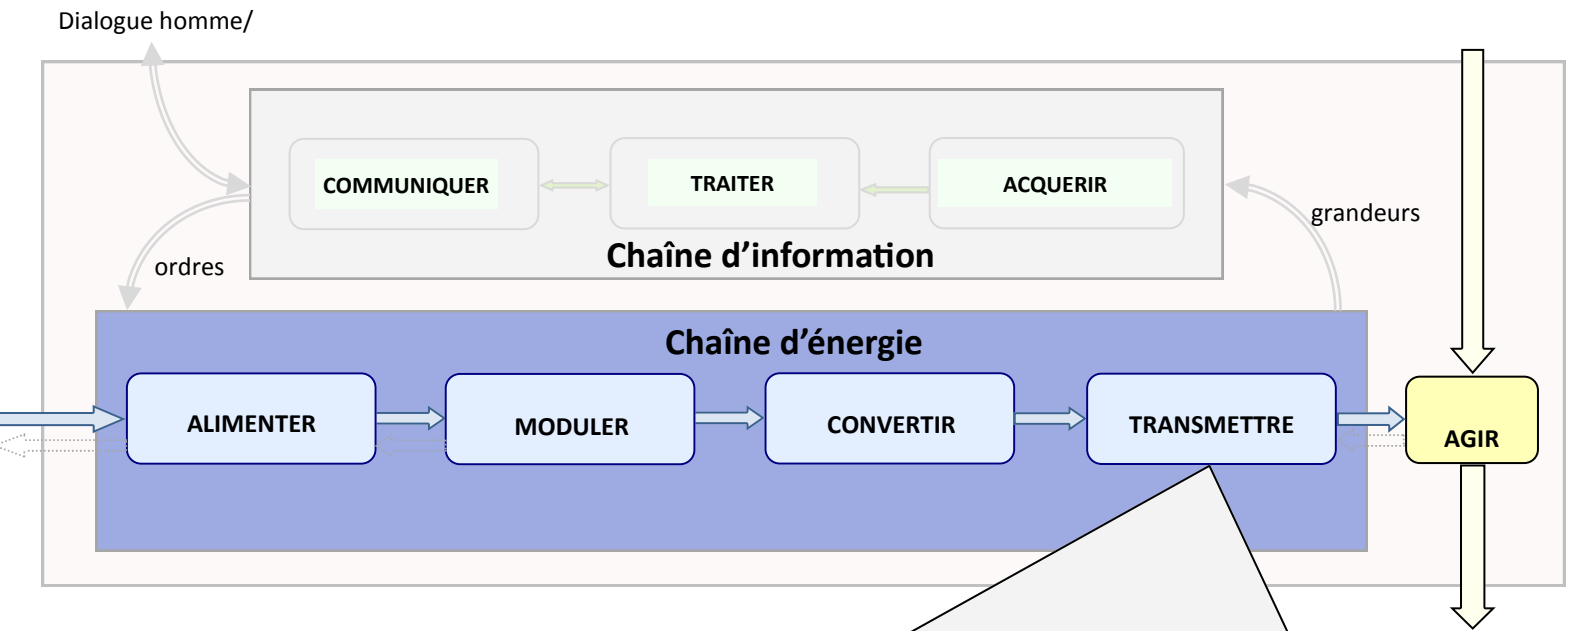 Dialogue homme/
COMMUNIQUER
TRAITER
ACQUERIR
grandeurs
Chaîne d’information
ordres
Chaîne d’énergie
ALIMENTER
MODULER
CONVERTIR
TRANSMETTRE
AGIR